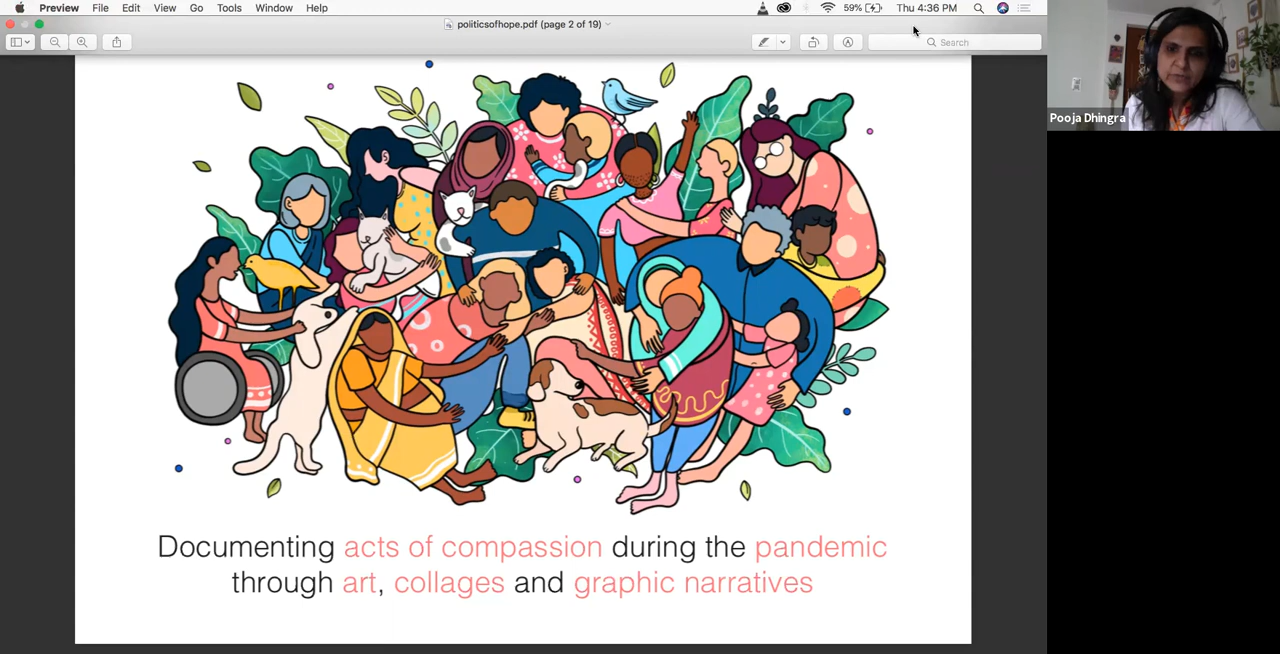 Preview File Edit View Go Tools Window Help 59% Thu 4:36 PM
politicsofhope.pdf (page 2 of 19)
Search
Pooja Dhingra
Documenting acts of compassion during the pandemic
through art, collages and graphic narratives